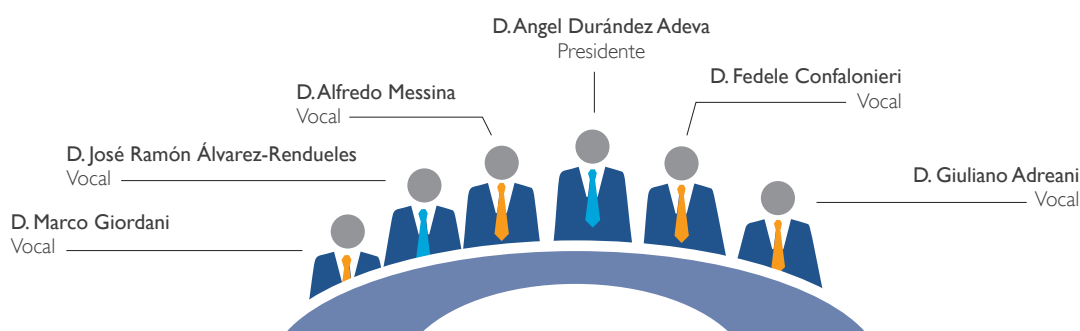 D. Angel Durández Adeva
Presidente
D. Fedele Confalonieri
Vocal
D. Alfredo Messina
Vocal
D. José Ramón Álvarez-Rendueles
Vocal
D. Giuliano Adreani
Vocal
D. Marco Giordani
Vocal